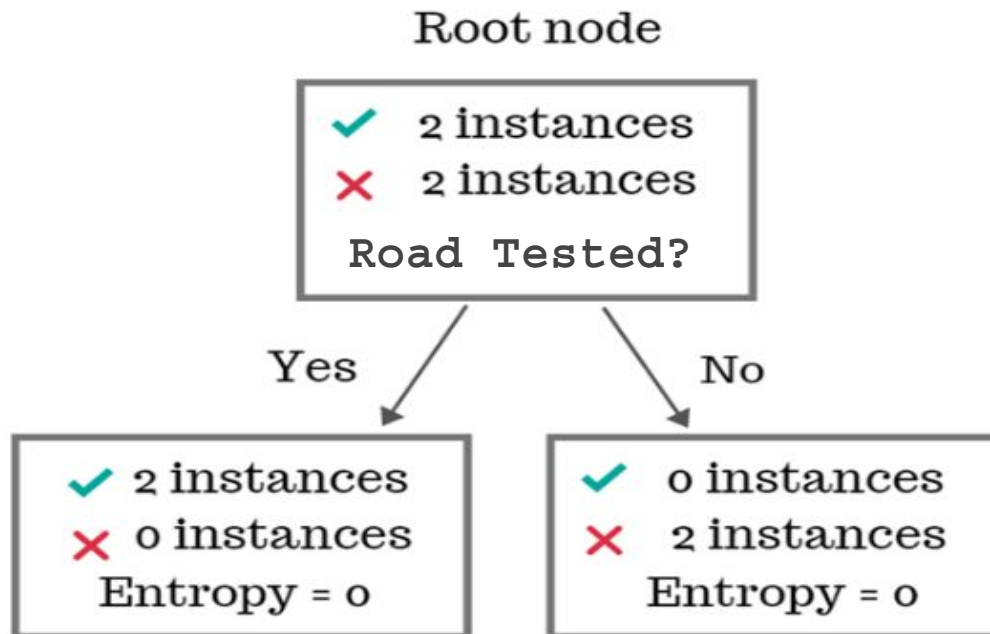 Root node
✓ 2 instances
✗ 2 instances
Road Tested?
Yes
No
✓ 2 instances
✗ 0 instances
Entropy = 0
✓ 0 instances
✗ 2 instances
Entropy = 0